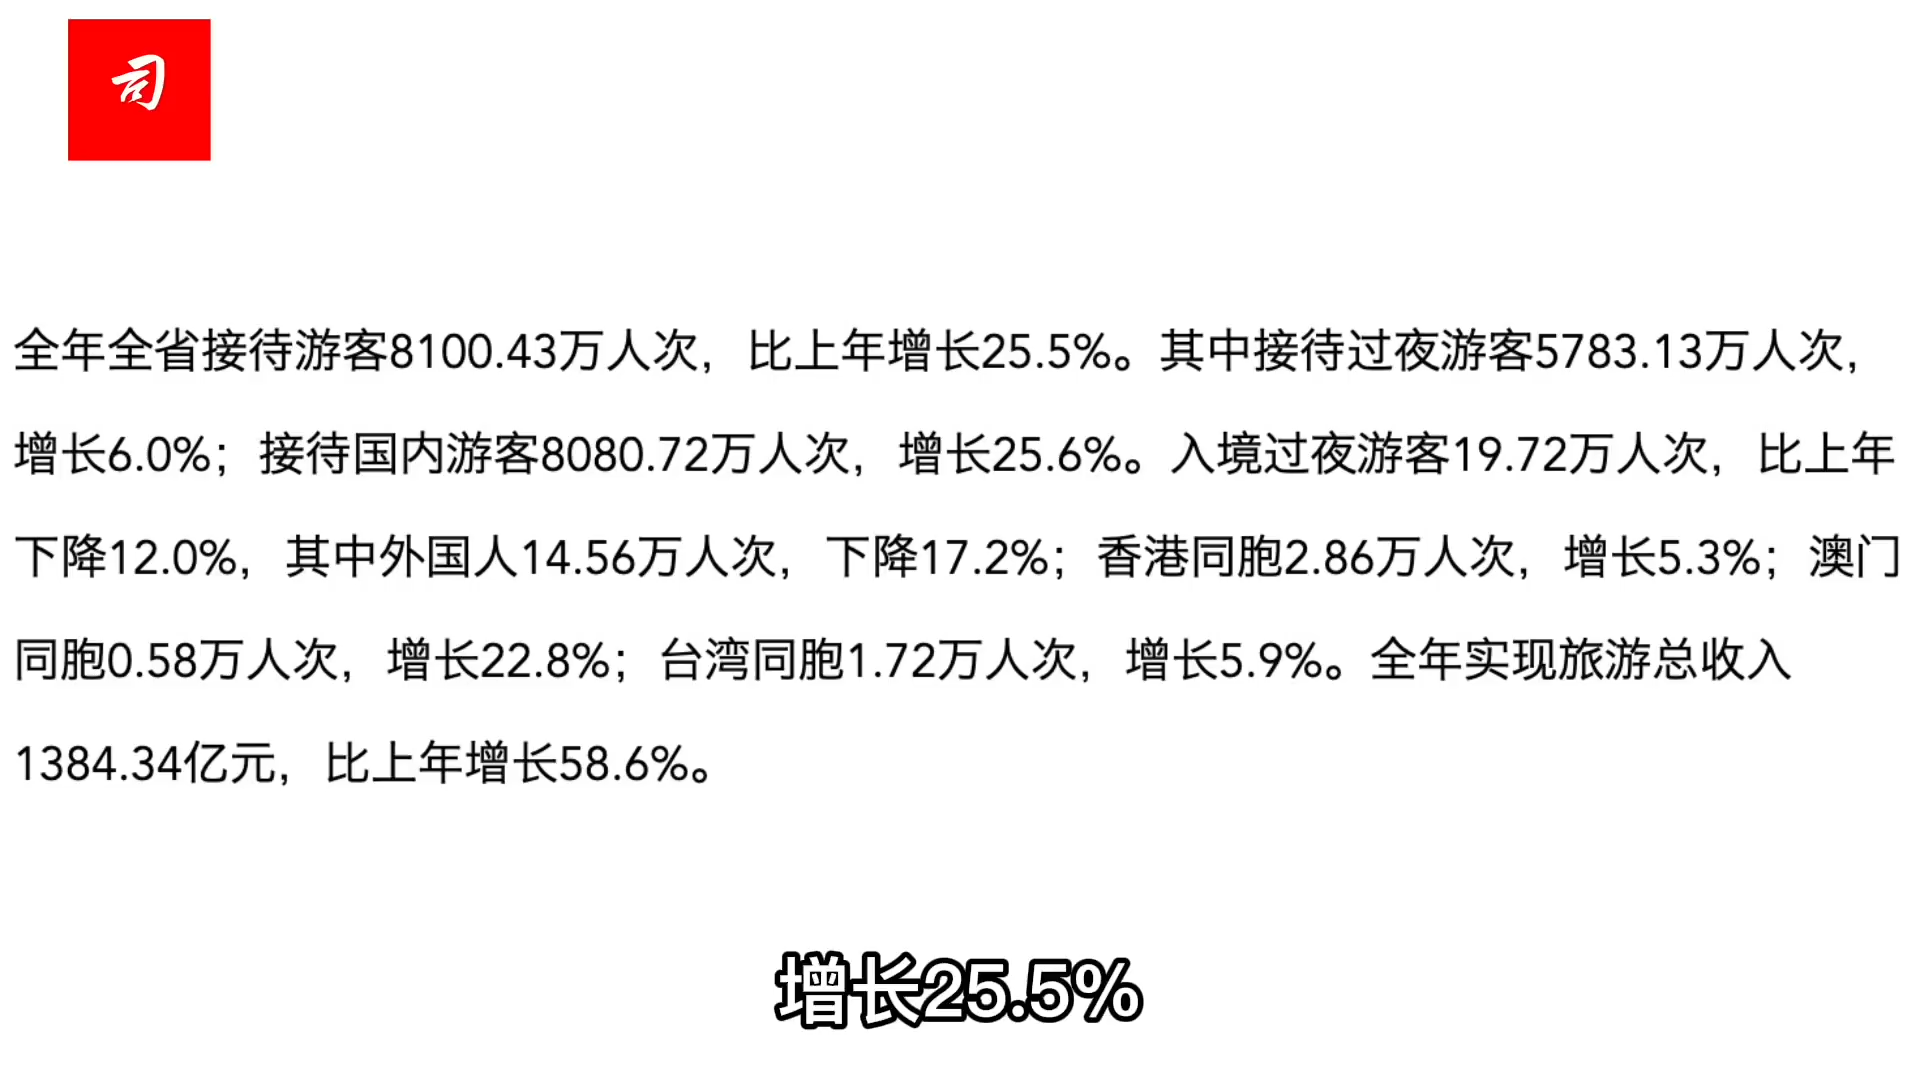 司
全年全省接待游客8100.43万人次，比上年增长25.5%。其中接待过夜游客5783.13万人次，
增长6.0%；接待国内游客8080.72万人次，增长25.6%。入境过夜游客19.72万人次，比上年
下降12.0%，其中外国人14.56万人次，下降17.2%；香港同胞2.86万人次，增长5.3%；澳门
同胞0.58万人次，增长22.8%；台湾同胞1.72万人次，增长5.9%。全年实现旅游总收入
1384.34亿元，比上年增长58.6%。
增长25.5%